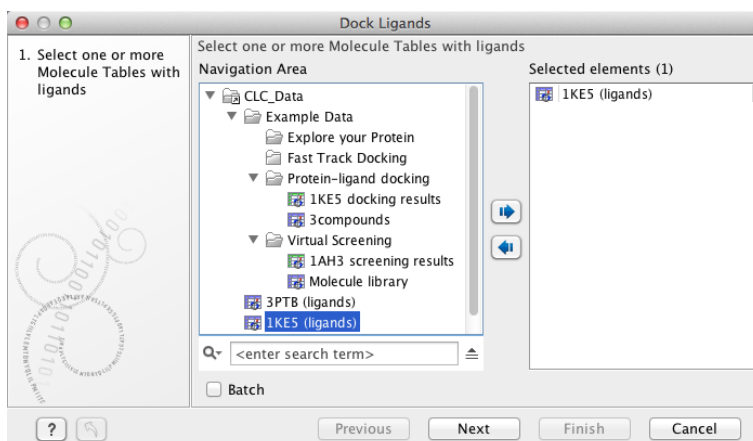 Dock Ligands
1. Select one or more
Molecule Tables with
ligands
Select one or more Molecule Tables with ligands
Navigation Area
CLC_Data
Example Data
Explore your Protein
Fast Track Docking
Protein-ligand docking
1KE5 docking results
3compounds
Virtual Screening
1AH3 screening results
Molecule library
3PTB (ligands)
1KE5 (ligands)
<enter search term>
Batch
Selected elements (1)
1KE5 (ligands)
?
Previous
Next
Finish
Cancel